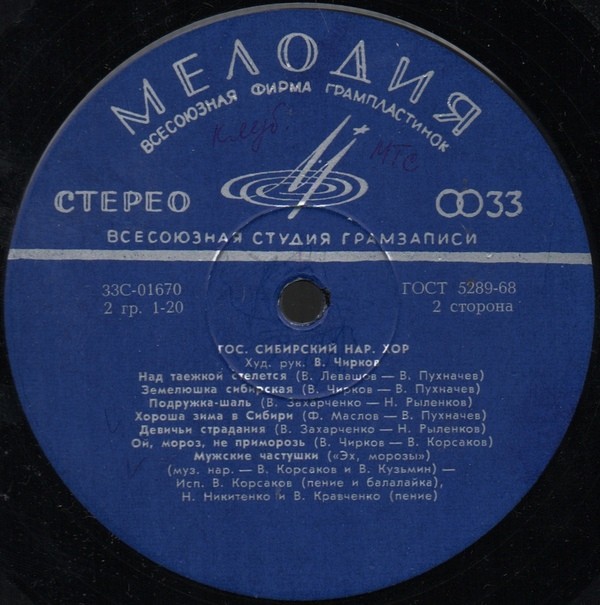 МЕЛОДИЯ
ВСЕСОЮЗНАЯ ФИРМА ГРАМПЛАСТИНОК
Клуб. МТС
СТЕРЕО 33
ВСЕСОЮЗНАЯ СТУДИЯ ГРАМЗАПИСИ
33С-01670 ГОСТ 5289-68
2 гр. 1-20 2 сторона
ГОС. СИБИРСКИЙ НАР. ХОР
Худ. рук. В. Чирков
Над таежкой стелется (В. Левашов — В. Пухначев)
Земелюшка сибирская (В. Чирков — В. Пухначев)
Подружка-шаль (В. Захарченко — Н. Рыленков)
Хороша зима в Сибири (Ф. Маслов — В. Пухначев)
Девичьи страдания (В. Захарченко — Н. Рыленков)
Ой, мороз, не приморозь (В. Чирков — В. Корсаков)
Мужские частушки («Эх, морозы»)
(муз. нар — В. Корсаков и В. Кузьмин) —
Исп. В. Корсаков (пение и балалайка),
Н. Никитенко и В. Кравченко (пение)